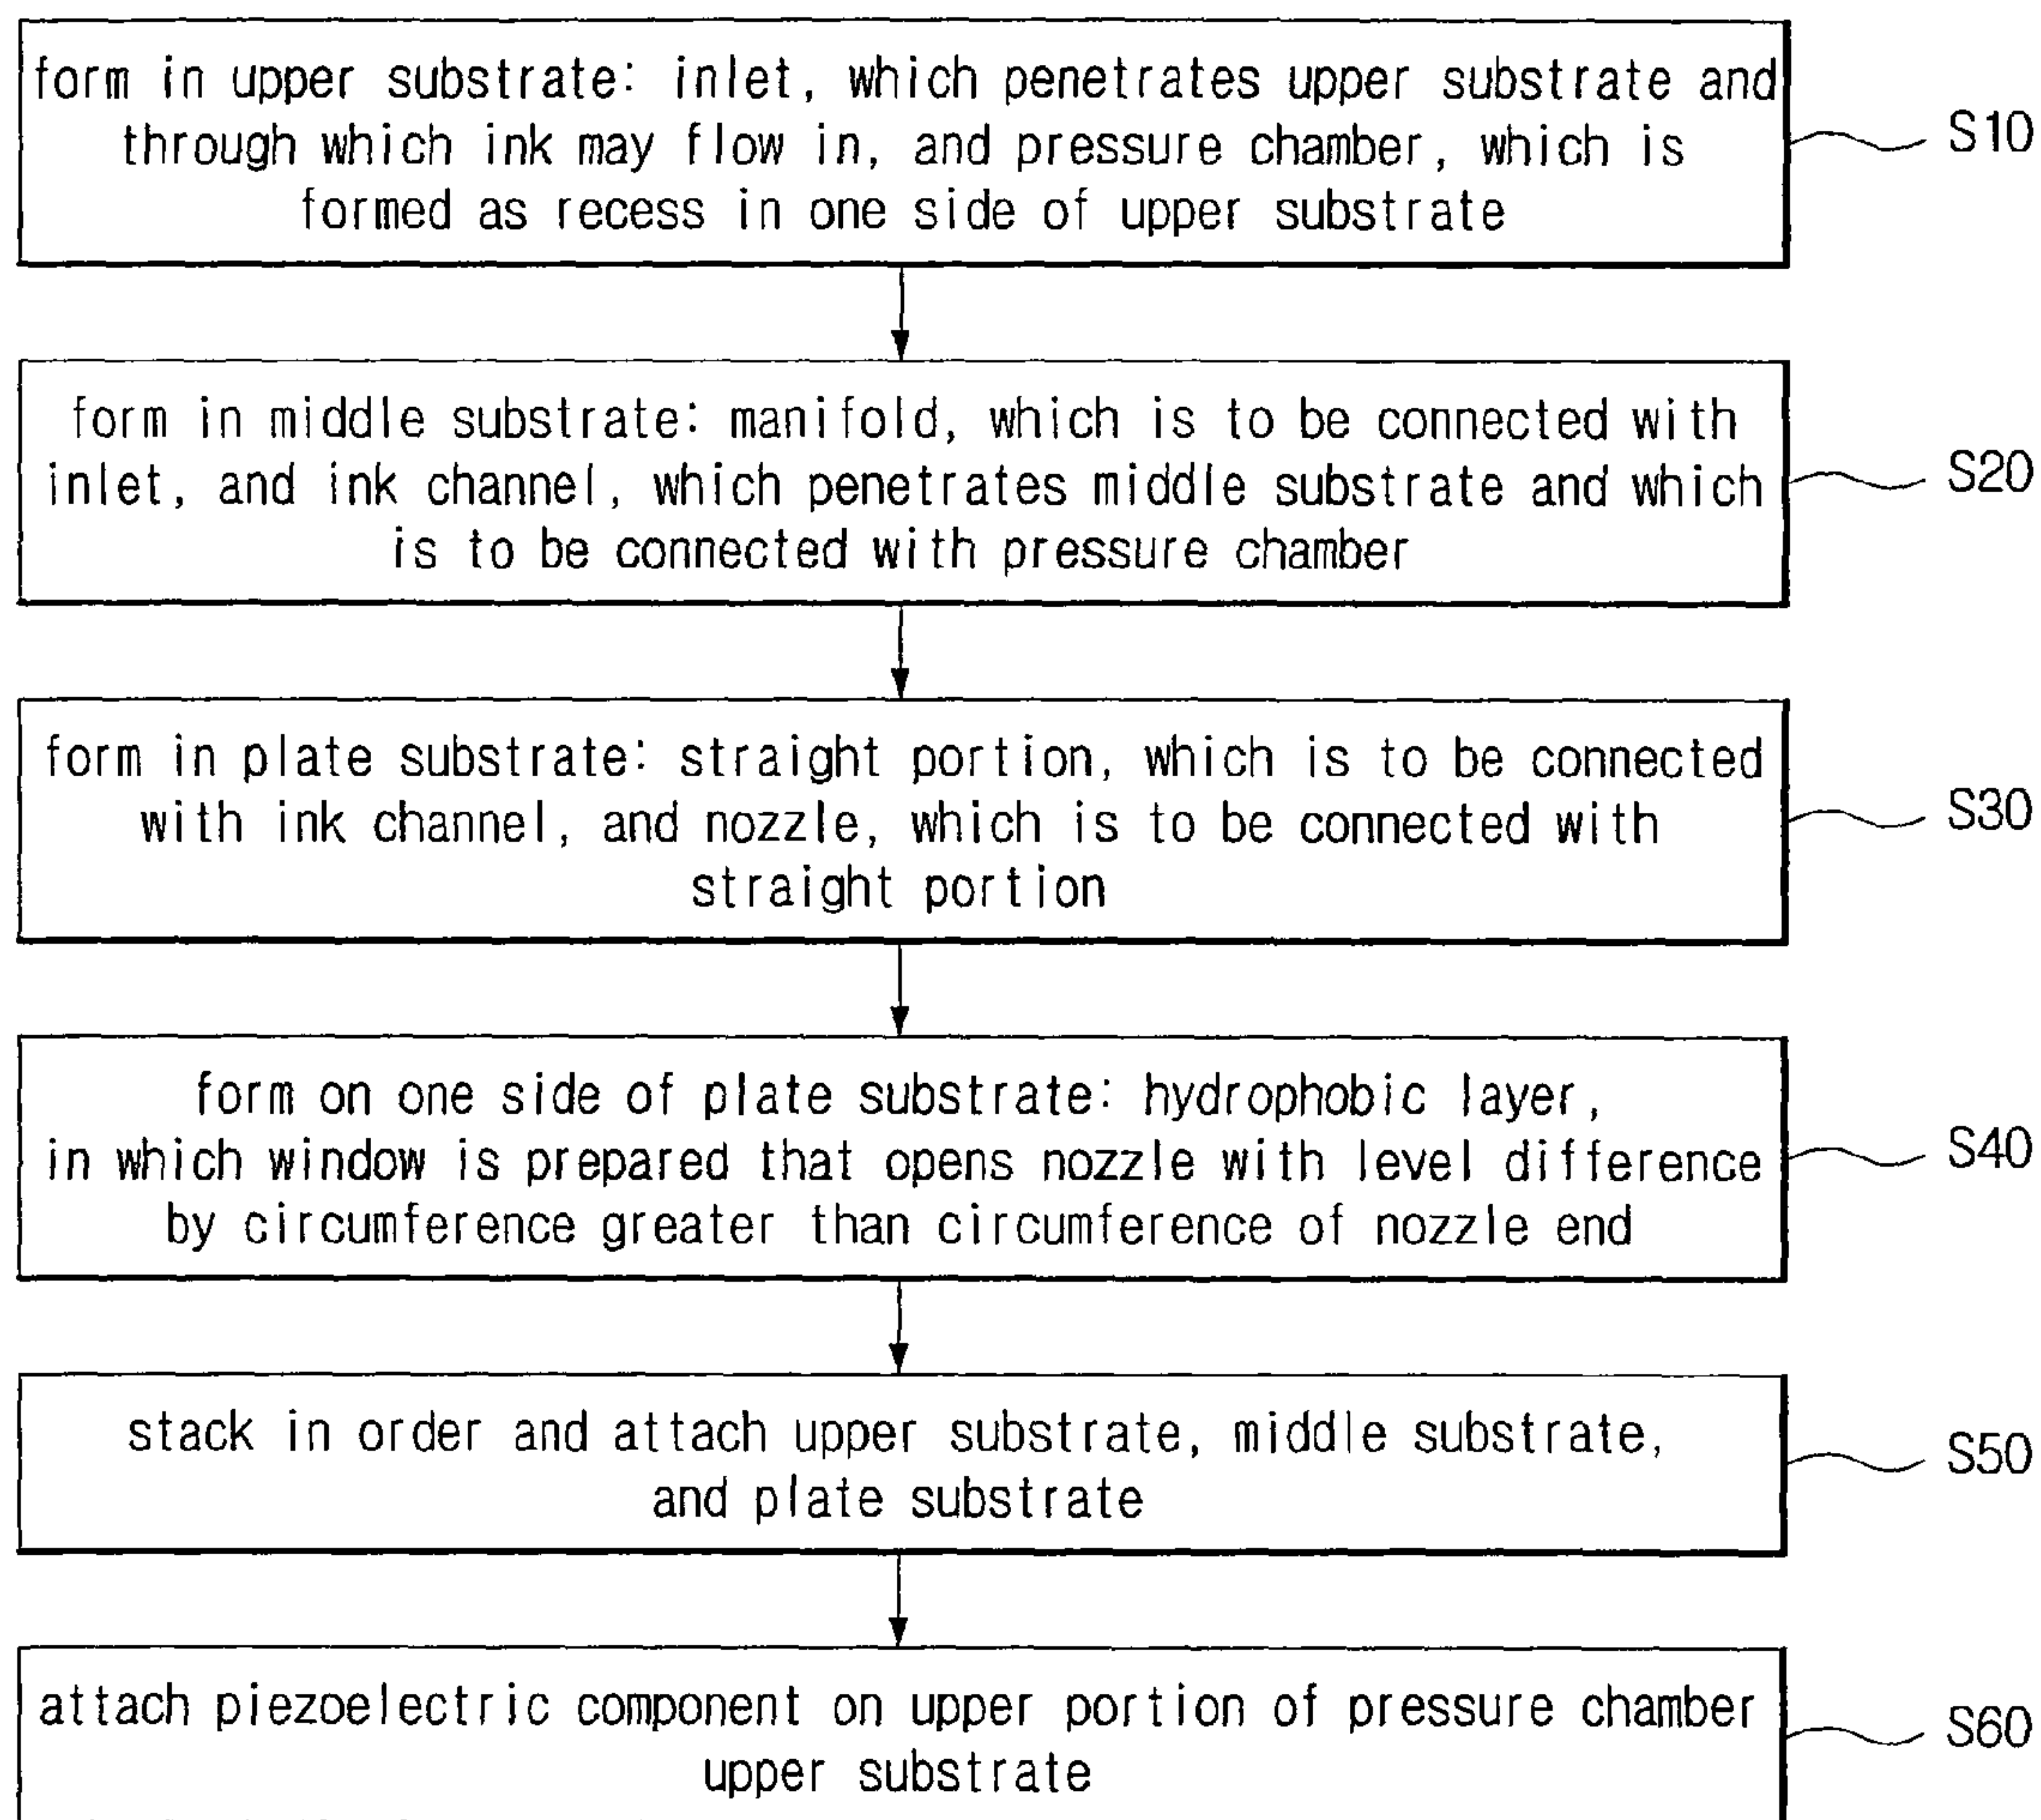 form in upper substrate: inlet, which penetrates upper substrate and
through which ink may flow in, and pressure chamber, which is
formed as recess in one side of upper substrate
S10
form in middle substrate: manifold, which is to be connected with
inlet, and ink channel, which penetrates middle substrate and which
is to be connected with pressure chamber
S20
form in plate substrate: straight portion, which is to be connected
with ink channel, and nozzle, which is to be connected with
straight portion
S30
form on one side of plate substrate: hydrophobic layer,
in which window is prepared that opens nozzle with level difference
by circumference greater than circumference of nozzle end
S40
stack in order and attach upper substrate, middle substrate,
and plate substrate
S50
attach piezoelectric component on upper portion of pressure chamber
upper substrate
S60